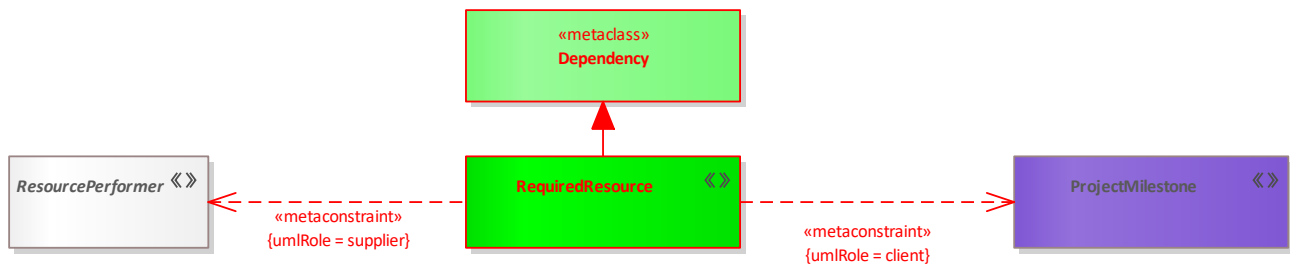 «metaclass»
Dependency
ResourcePerformer «»
RequiredResource «»
ProjectMilestone «»
«metaconstraint»
{umlRole = supplier}
«metaconstraint»
{umlRole = client}